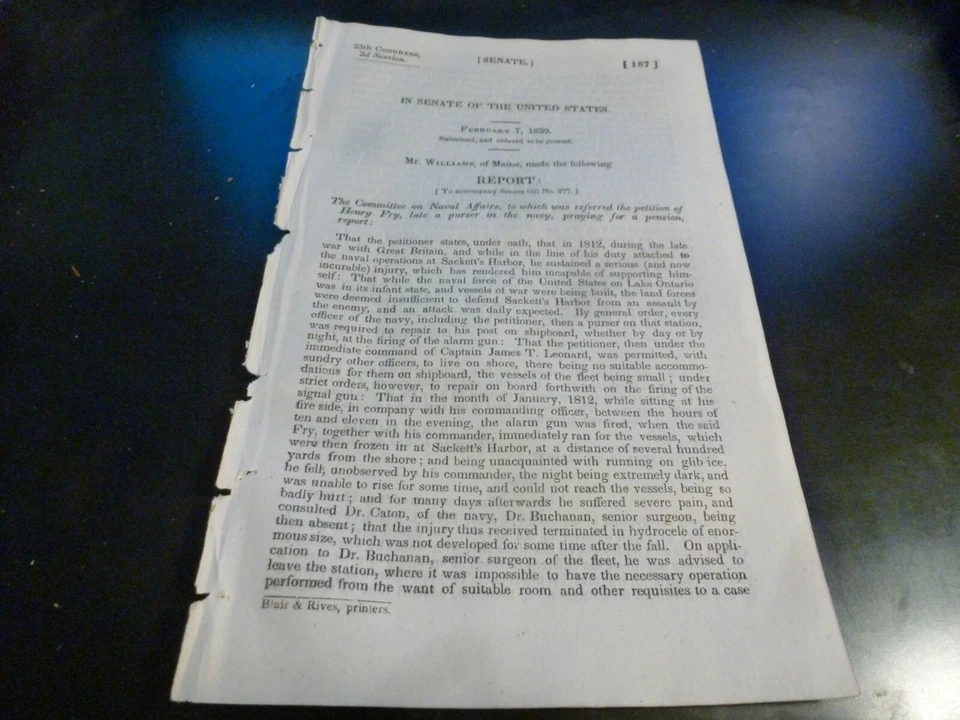 25th Congress,
3d Session.
[SENATE.]
[ 187 ]
IN SENATE OF THE UNITED STATES.
February 7, 1839.
Submitted, and ordered to be printed.
Mr. Williams, of Maine, made the following
REPORT:
[ To accompany Senate bill No. 277. ]
The Committee on Naval Affairs, to which was referred the petition of
Henry Fry, late a purser in the navy, praying for a pension,
report:
That the petitioner states, under oath, that in 1812, during the late
war with Great Britain, and while in the line of his duty attached to
the naval operations at Sackett's Harbor, he sustained a serious (and now
incurable) injury, which has rendered him incapable of supporting him-
self: That while the naval force of the United States on Lake Ontario
was in its infant state, and vessels of war were being built, the land forces
were deemed insufficient to defend Sackett's Harbor from an assault by
the enemy, and an attack was daily expected. By general order, every
officer of the navy, including the petitioner, then a purser on that station,
was required to repair to his post on shipboard, whether by day or by
night, at the firing of the alarm gun: That the petitioner, then under the
immediate command of Captain James T. Leonard, was permitted, with
sundry other officers, to live on shore, there being no suitable accommo-
dations for them on shipboard, the vessels of the fleet being small; under
strict orders, however, to repair on board forthwith on the firing of the
signal gun: That in the month of January, 1812, while sitting at his
fire side, in company with his commanding officer, between the hours of
ten and eleven in the evening, the alarm gun was fired, when the said
Fry, together with his commander, immediately ran for the vessels, which
were then frozen in at Sackett's Harbor, at a distance of several hundred
yards from the shore; and being unacquainted with running on glib ice,
he fell, unobserved by his commander, the night being extremely dark, and
was unable to rise for some time, and could not reach the vessels, being so
badly hurt; and for many days afterwards he suffered severe pain, and
consulted Dr. Caton, of the navy, Dr. Buchanan, senior surgeon, being
then absent; that the injury thus received terminated in hydrocele of enor-
mous size, which was not developed for some time after the fall. On appli-
cation to Dr. Buchanan, senior surgeon of the fleet, he was advised to
leave the station, where it was impossible to have the necessary operation
performed from the want of suitable room and other requisites to a case
Blair & Rives, printers.